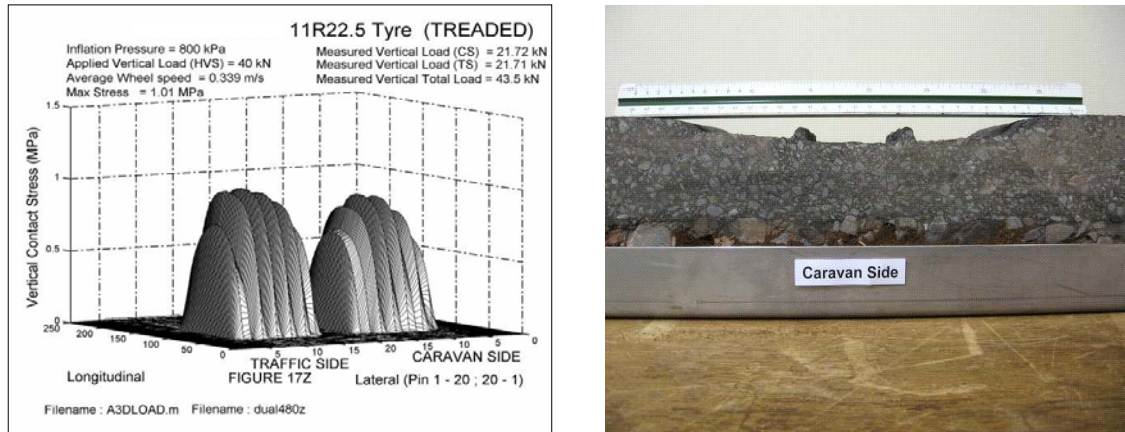 11R22.5 Tyre (TREADED)
Inflation Pressure = 800 kPa
Applied Vertical Load (HVS) = 40 kN
Average Wheel speed = 0.339 m/s
Max Stress = 1.01 MPa
Measured Vertical Load (CS) = 21.72 kN
Measured Vertical Load (TS) = 21.71 kN
Measured Vertical Total Load = 43.5 kN
1.5
1
0.5
0
Vertical Contact Stress (MPa)
250
200
150
100
50
0
5
10
15
20
15
10
5
0
TRAFFIC SIDE
CARAVAN SIDE
Longitudinal
FIGURE 17Z
Lateral (Pin 1 - 20 ; 20 - 1)
Filename : A3DLOAD.m Filename : dual480z
Caravan Side